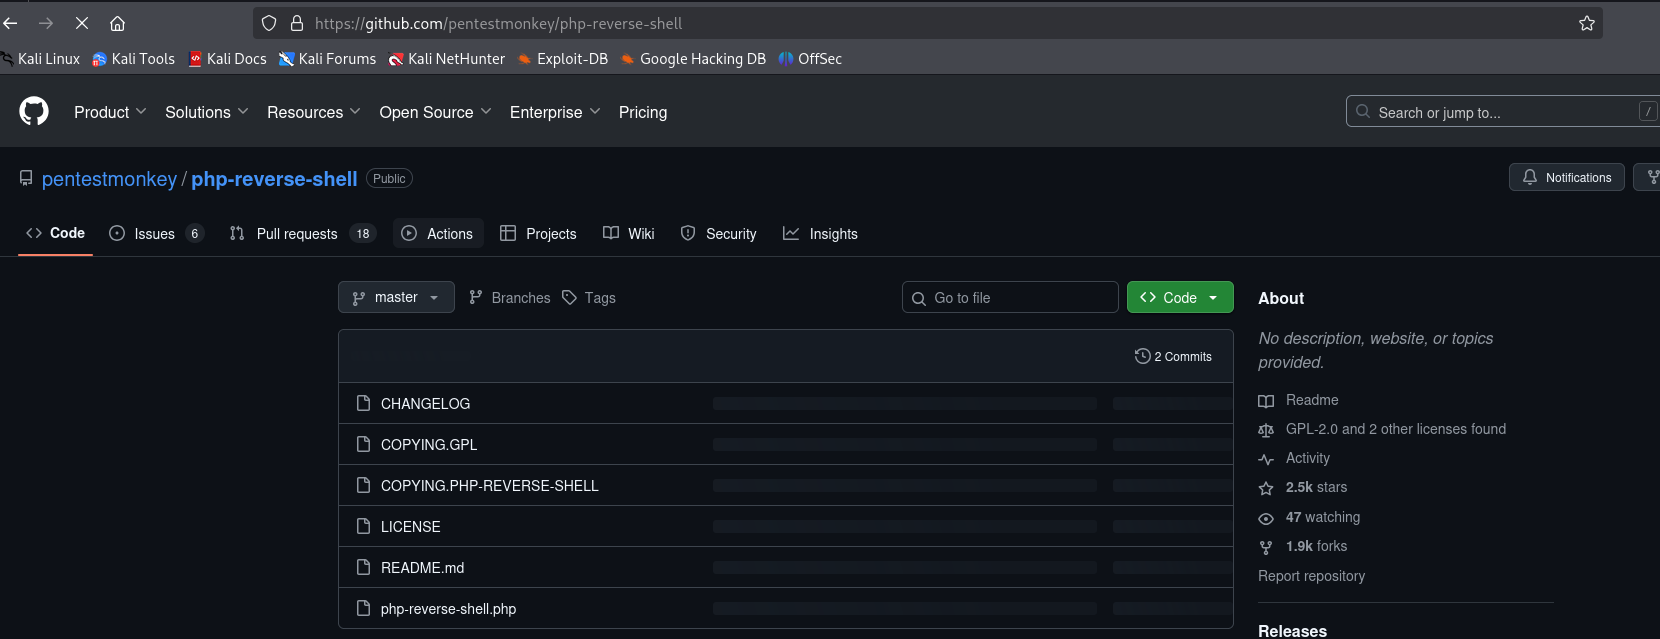 https://github.com/pentestmonkey/php-reverse-shell
Kali Linux Kali Tools Kali Docs Kali Forums Kali NetHunter Exploit-DB Google Hacking DB OffSec
Product Solutions Resources Open Source Enterprise Pricing Search or jump to... /
pentestmonkey / php-reverse-shell Public Notifications
Code Issues 6 Pull requests 18 Actions Projects Wiki Security Insights
master Branches Tags Go to file Code
About
No description, website, or topics
provided.
2 Commits
CHANGELOG
COPYING.GPL
COPYING.PHP-REVERSE-SHELL
LICENSE
README.md
php-reverse-shell.php
Readme
GPL-2.0 and 2 other licenses found
Activity
2.5k stars
47 watching
1.9k forks
Report repository
Releases